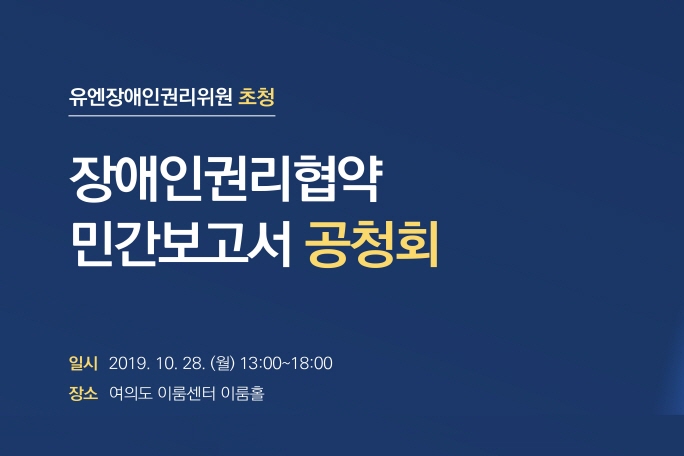 유엔장애인권리위원 초청
장애인권리협약
민간보고서 공청회
일시 2019. 10. 28. (월) 13:00~18:00
장소 여의도 이룸센터 이룸홀